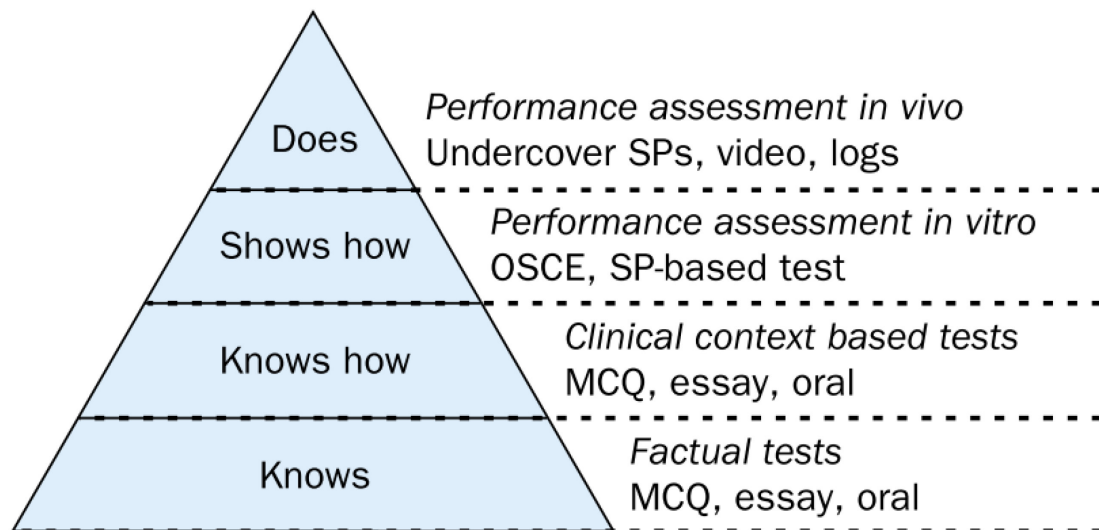 Does
Performance assessment in vivo
Undercover SPs, video, logs
Shows how
Performance assessment in vitro
OSCE, SP-based test
Knows how
Clinical context based tests
MCQ, essay, oral
Knows
Factual tests
MCQ, essay, oral